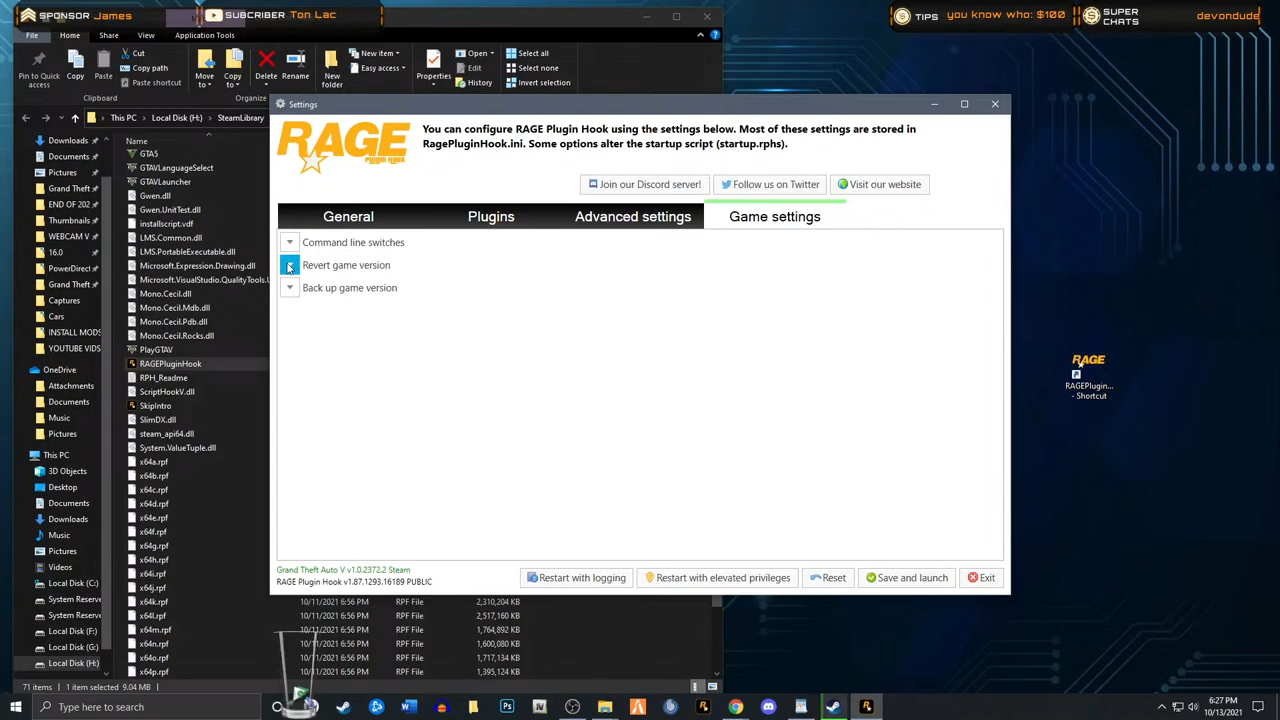 SPONSOR James
SUBCRIBER Ton Lac
TIPS you know who: $100
SUPER CHATS devondude
File
Share
View
Application Tools
Pin to Quick access
Copy
Paste
Cut
Copy path
Paste shortcut
Clipboard
Move to
Copy to
Delete
Rename
Organize
New folder
New item
Easy access
Properties
Open
Edit
History
Select all
Select none
Invert selection
This PC > Local Disk (H:) > SteamLibrary
Downloads
Documents
Pictures
Grand Theft
END OF 202
Thumbnails
WEBCAM V
16.0
PowerDirect
Grand Theft
Captures
Cars
INSTALL MODS
YOUTUBE VIDS
OneDrive
Attachments
Documents
Music
Pictures
This PC
3D Objects
Desktop
Documents
Downloads
Music
Pictures
Videos
Local Disk (C:)
System Reserve
System Reserve
Local Disk (F:)
Local Disk (G:)
Local Disk (H:)
Name
GTA5
GTAVLanguageSelect
GTAVLauncher
Gwen.dll
Gwen.UnitTest.dll
installscript.vdf
LMS.Common.dll
LMS.PortableExecutable.dll
Microsoft.Expression.Drawing.dll
Microsoft.VisualStudio.QualityTools.U
Mono.Cecil.dll
Mono.Cecil.Mdb.dll
Mono.Cecil.Pdb.dll
Mono.Cecil.Rocks.dll
PlayGTAV
RAGEPluginHook
RPH_Readme
ScriptHookV.dll
SkipIntro
SlimDX.dll
steam_api64.dll
System.ValueTuple.dll
x64a.rpf
x64b.rpf
x64c.rpf
x64d.rpf
x64e.rpf
x64f.rpf
x64g.rpf
x64h.rpf
x64i.rpf
x64j.rpf
x64k.rpf 10/11/2021 6:56 PM RPF File 2,310,204 KB
x64l.rpf 10/11/2021 6:56 PM RPF File 2,517,160 KB
x64m.rpf 10/11/2021 6:56 PM RPF File 1,764,892 KB
x64n.rpf 10/11/2021 6:56 PM RPF File 1,600,080 KB
x64o.rpf 10/11/2021 6:56 PM RPF File 1,717,134 KB
x64p.rpf 10/11/2021 6:56 PM RPF File 1,395,124 KB
71 items
1 item selected 9.04 MB
Settings
RAGE
PLUGIN HOOK
You can configure RAGE Plugin Hook using the settings below. Most of these settings are stored in
RagePluginHook.ini. Some options alter the startup script (startup.rphs).
Join our Discord server!
Follow us on Twitter
Visit our website
General
Plugins
Advanced settings
Game settings
Command line switches
Revert game version
Back up game version
Grand Theft Auto V v1.0.2372.2 Steam
RAGE Plugin Hook v1.87.1293.16189 PUBLIC
Restart with logging
Restart with elevated privileges
Reset
Save and launch
Exit
RAGE
RAGEPlugin...
- Shortcut
Type here to search
6:27 PM
10/13/2021